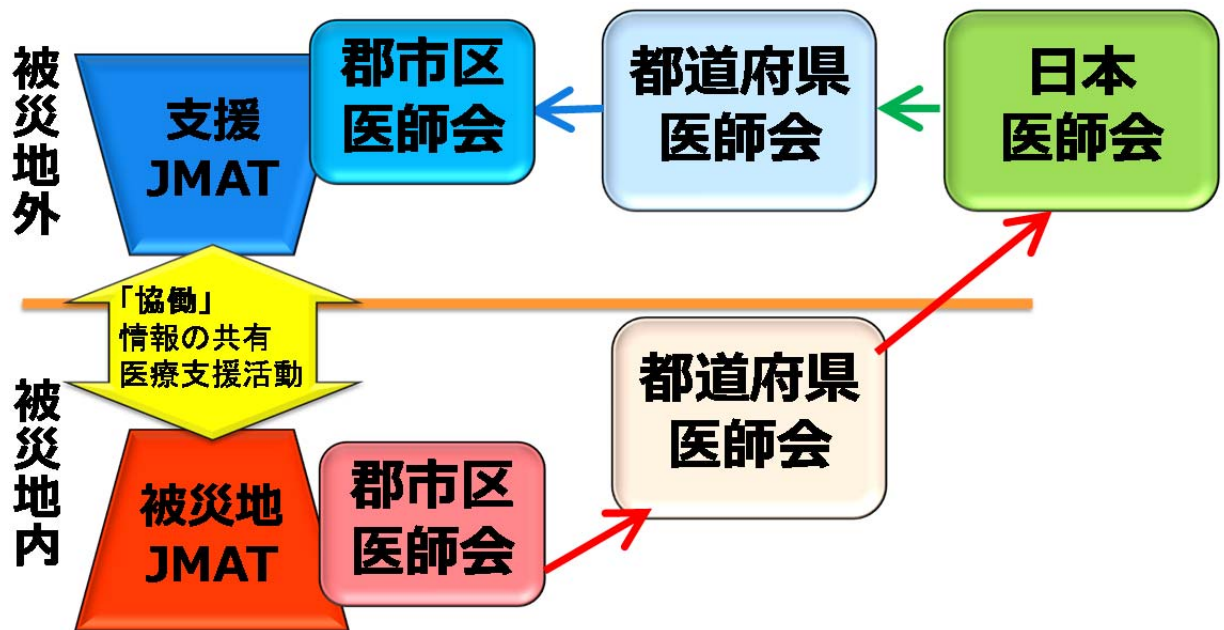 被災地外
支援
JMAT
郡市区
医師会
都道府県
医師会
日本
医師会
「協働」
情報の共有
医療支援活動
被災地内
被災地
JMAT
郡市区
医師会
都道府県
医師会